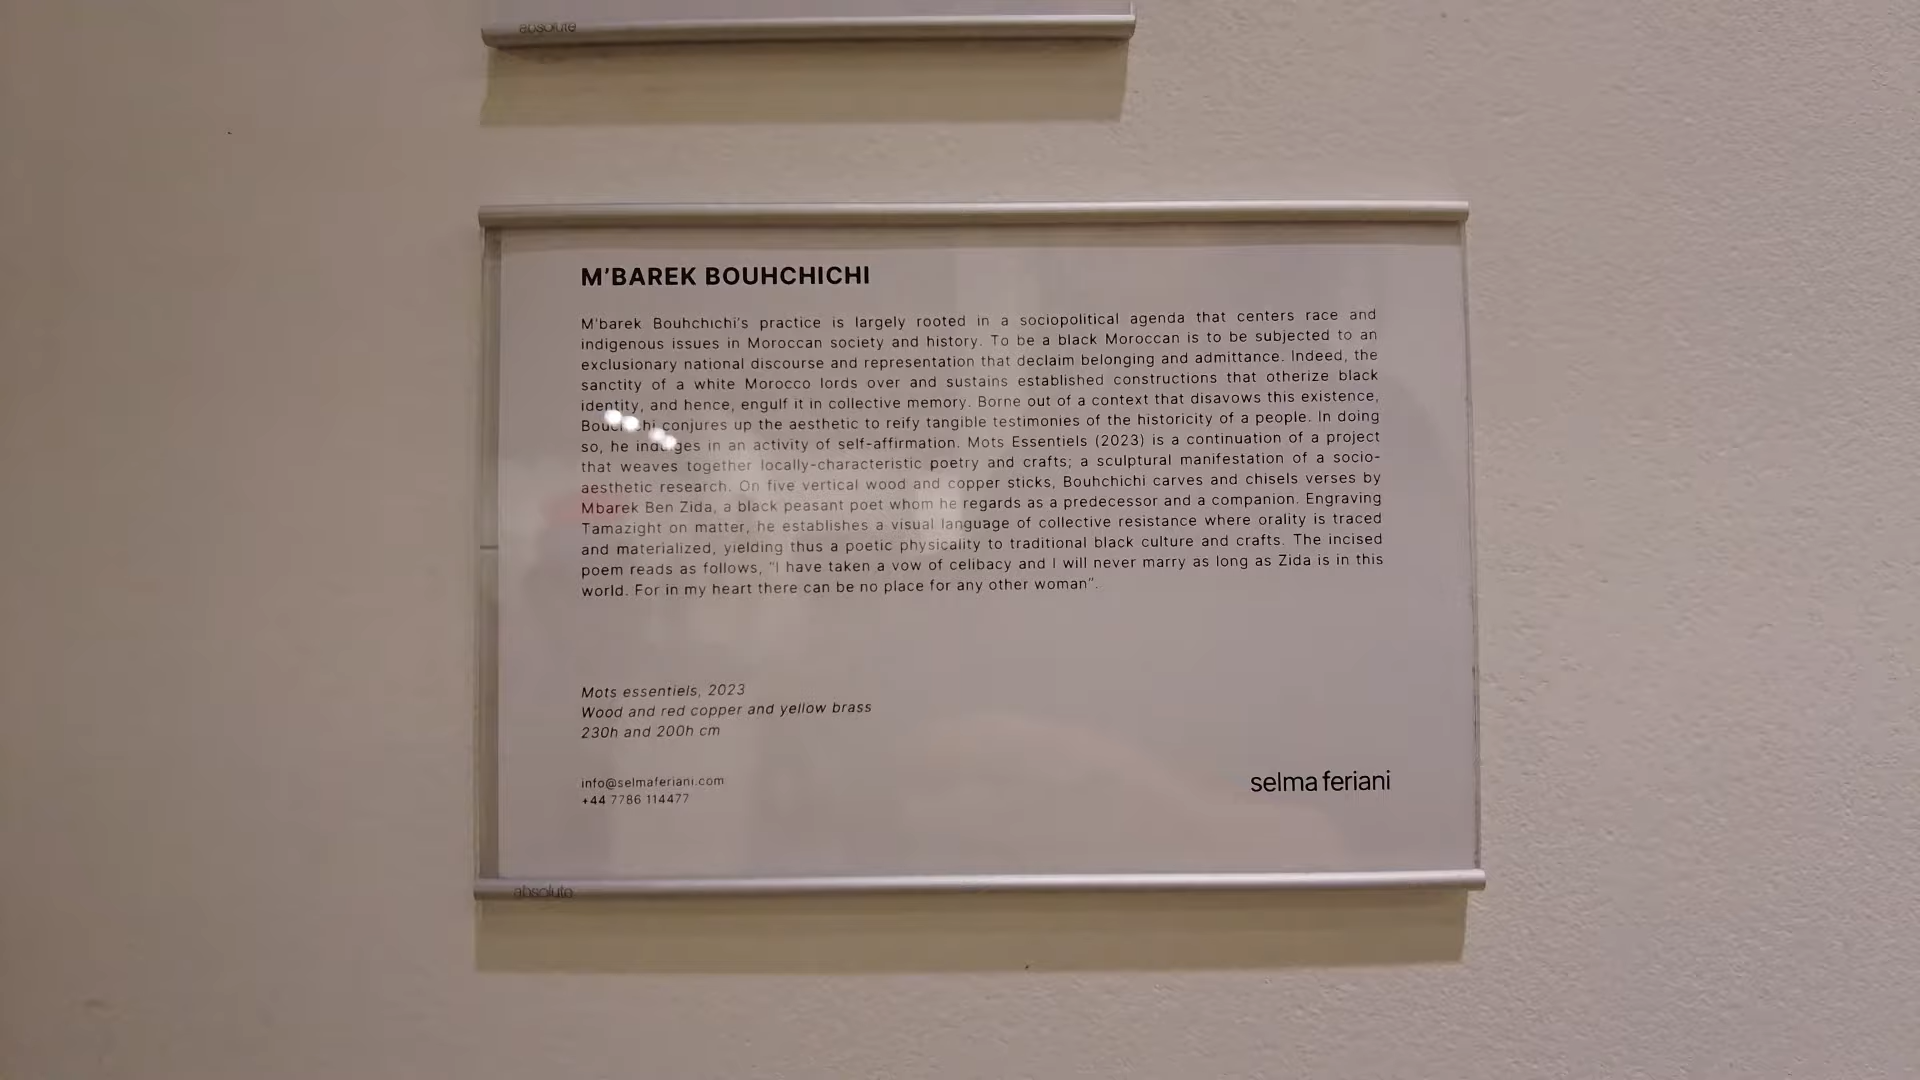 absolute
M'BAREK BOUHCHICHI
M'barek Bouhchichi's practice is largely rooted in a sociopolitical agenda that centers race and
indigenous issues in Moroccan society and history. To be a black Moroccan is to be subjected to an
exclusionary national discourse and representation that declaim belonging and admittance. Indeed, the
sanctity of a white Morocco lords over and sustains established constructions that otherize black
identity, and hence, engulf it in collective memory. Borne out of a context that disavows this existence,
conjures up the aesthetic to reify tangible testimonies of the historicity of a people. In doing
so, he indulges in an activity of self-affirmation. Mots Essentiels (2023) is a continuation of a project
that weaves together locally-characteristic poetry and crafts; a sculptural manifestation of a socio-
aesthetic research. On five vertical wood and copper sticks, Bouhchichi carves and chisels verses by
Mbarek Ben Zida, a black peasant poet whom he regards as a predecessor and a companion. Engraving
Tamazight on matter, he establishes a visual language of collective resistance where orality is traced
and materialized, yielding thus a poetic physicality to traditional black culture and crafts. The incised
poem reads as follows, "I have taken a vow of celibacy and I will never marry as long as Zida is in this
world. For in my heart there can be no place for any other woman".
Mots essentiels, 2023
Wood and red copper and yellow brass
230h and 200h cm
info@selmaferiani.com
+44 7786 114477
selma feriani
absolute